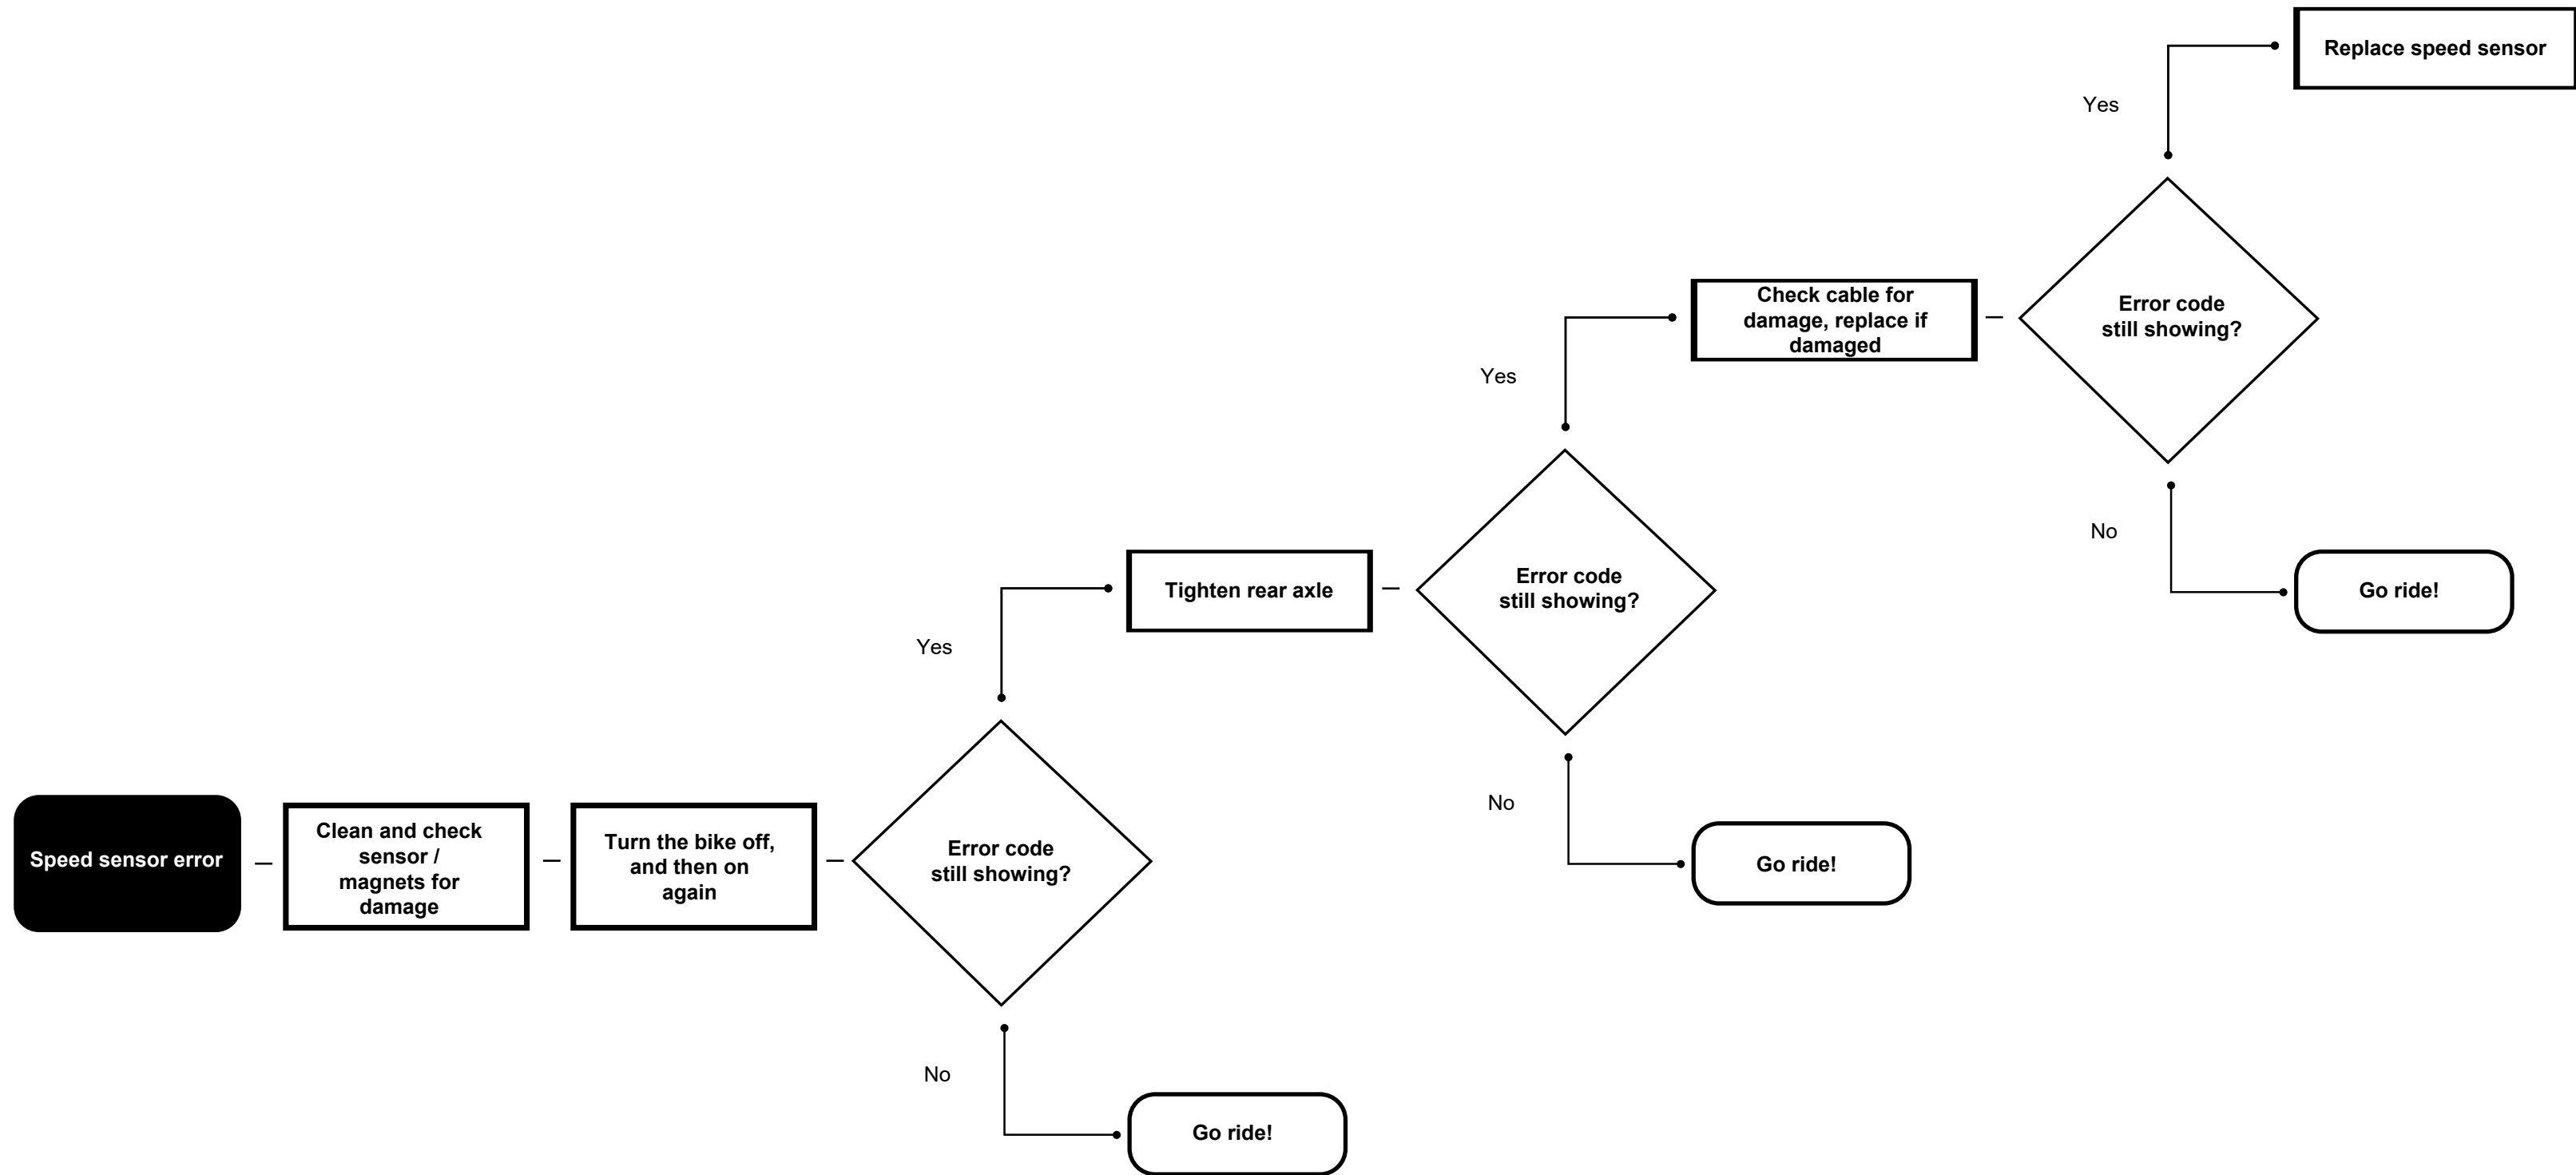 Replace speed sensor
Yes
Check cable for
damage, replace if
damaged
Error code
still showing?
Yes
No
Tighten rear axle
Error code
still showing?
Go ride!
Yes
No
Speed sensor error
Clean and check
sensor /
magnets for
damage
Turn the bike off,
and then on
again
Error code
still showing?
Go ride!
No
Go ride!